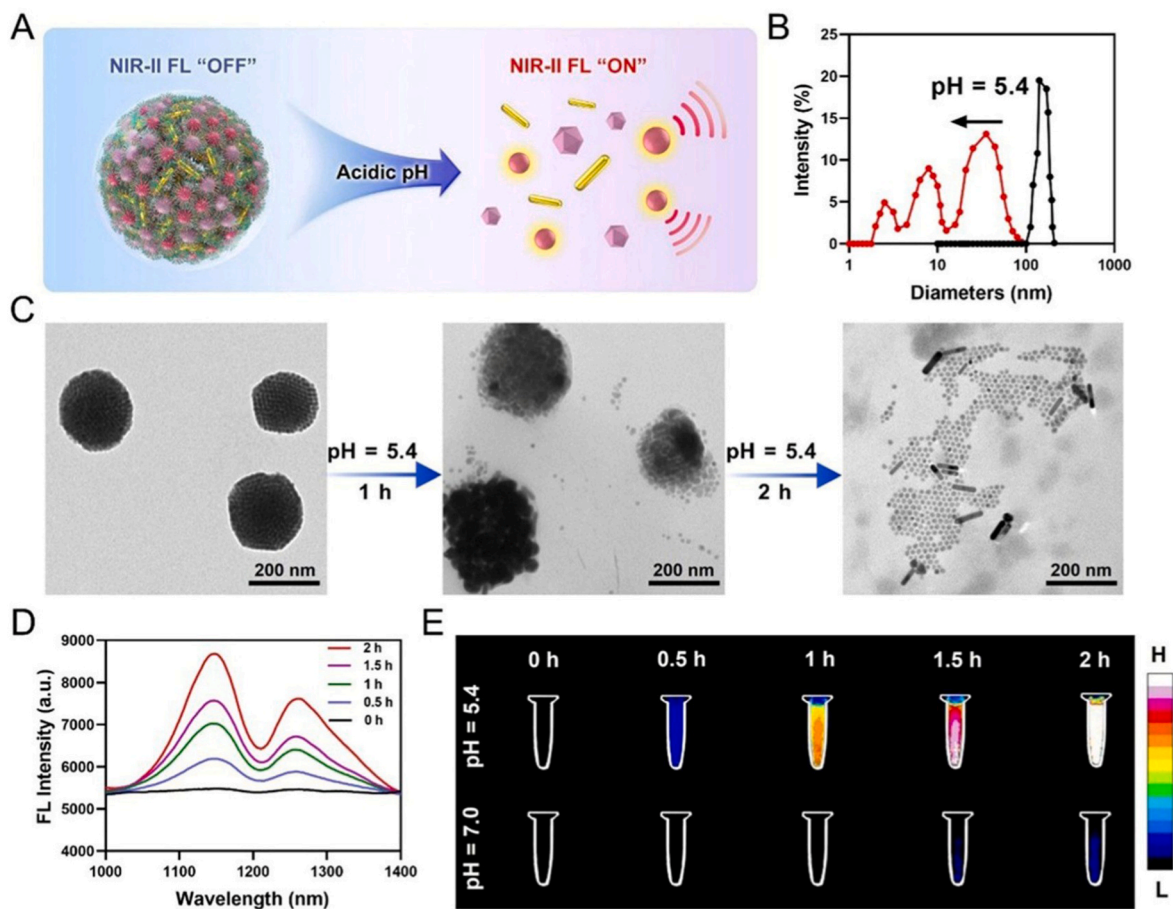 A
NIR-II FL “OFF”
NIR-II FL “ON”
Acidic pH
B
25
20
15
10
5
0
Intensity (%)
pH = 5.4
1
10
100
1000
Diameters (nm)
C
pH = 5.4
1 h
pH = 5.4
2 h
200 nm
200 nm
200 nm
D
9000
8000
7000
6000
5000
4000
FL Intensity (a.u.)
2 h
1.5 h
1 h
0.5 h
0 h
1000
1100
1200
1300
1400
Wavelength (nm)
E
0 h
0.5 h
1 h
1.5 h
2 h
pH = 5.4
pH = 7.0
H
L